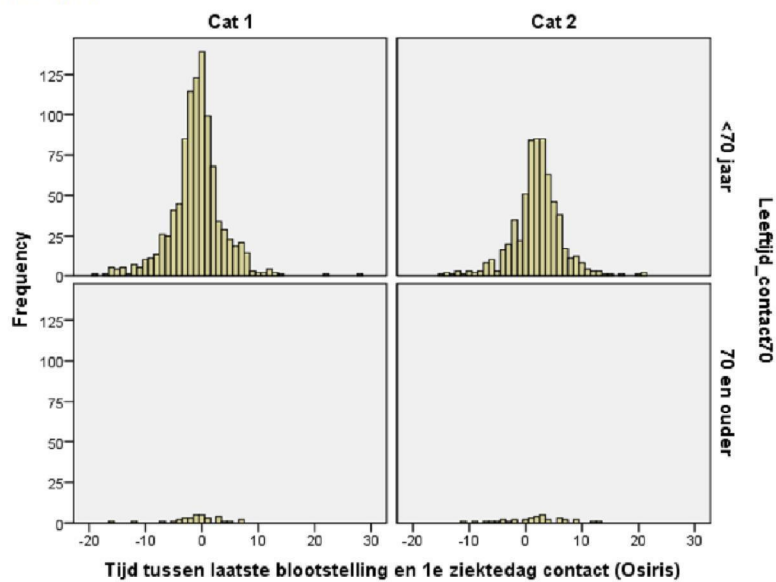 Cat 1
Cat 2
125
100
75
50
25
0
<70 jaar
125
100
75
50
25
0
70 en ouder
Frequency
Leeftijd_contact70
-20 -10 0 10 20 30
-20 -10 0 10 20 30
Tijd tussen laatste blootstelling en 1e ziektedag contact (Osiris)